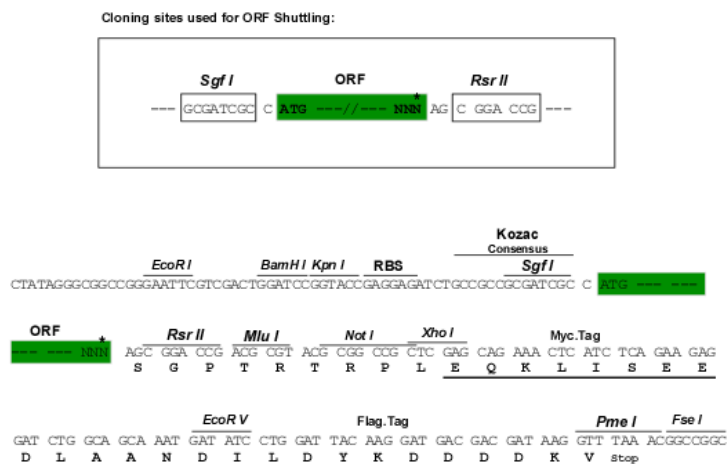 Cloning sites used for ORF Shuttling:
Sgf I ORF Rsr II
--- GCGATCGC C ATG ---//--- NNN* AG C GGA CCG ---
Kozac
Consensus
EcoR I BamH I Kpn I RBS Sgf I
CTATAGGGCGGCCGGGAATTCGTCGACTGGATCCGGTACCGAGGAGATCTGCCGCCGCGATCGC C ATG --- ---
ORF Rsr II Mlu I Not I Xho I Myc.Tag
--- --- NNN* AGC GGA CCG ACG CGT ACG CGG CCG CTC GAG CAG AAA CTC ATC TCA GAA GAG
S G P T R T R P L E Q K L I S E E
EcoR V Flag.Tag Pme I Fse I
GAT CTG GCA GCA AAT GAT ATC CTG GAT TAC AAG GAT GAC GAC GAT AAG GTT TAA ACGGCCGGC
D L A A N D I L D Y K D D D D K V Stop